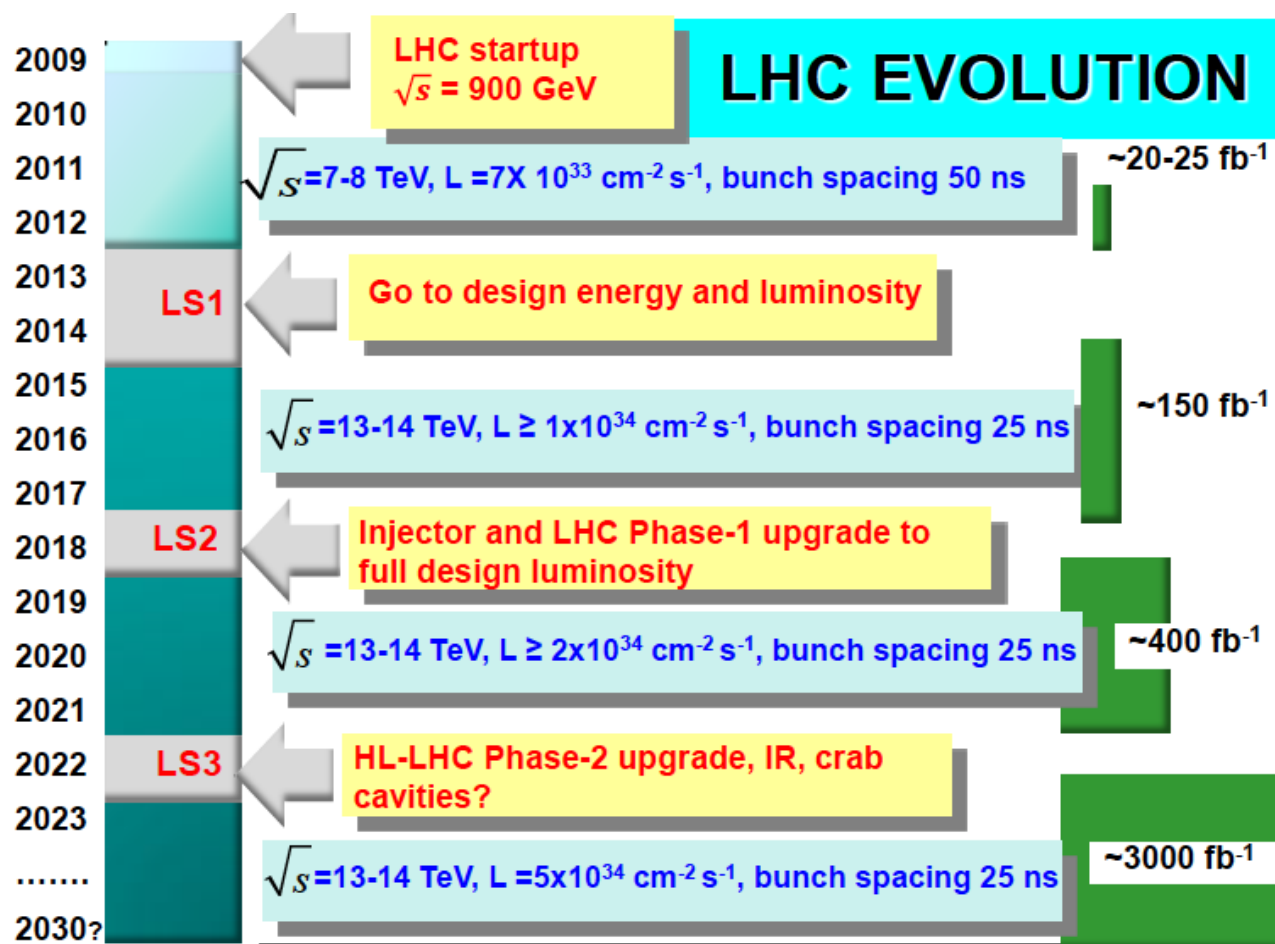 LHC EVOLUTION
2009
2010
2011
2012
2013
2014
2015
2016
2017
2018
2019
2020
2021
2022
2023
.......
2030?
LHC startup
√s = 900 GeV
√s =7-8 TeV, L =7X 10³³ cm⁻² s⁻¹, bunch spacing 50 ns
~20-25 fb⁻¹
LS1
Go to design energy and luminosity
√s =13-14 TeV, L ≥ 1x10³⁴ cm⁻² s⁻¹, bunch spacing 25 ns
~150 fb⁻¹
LS2
Injector and LHC Phase-1 upgrade to
full design luminosity
√s =13-14 TeV, L ≥ 2x10³⁴ cm⁻² s⁻¹, bunch spacing 25 ns
~400 fb⁻¹
LS3
HL-LHC Phase-2 upgrade, IR, crab
cavities?
√s =13-14 TeV, L =5x10³⁴ cm⁻² s⁻¹, bunch spacing 25 ns
~3000 fb⁻¹